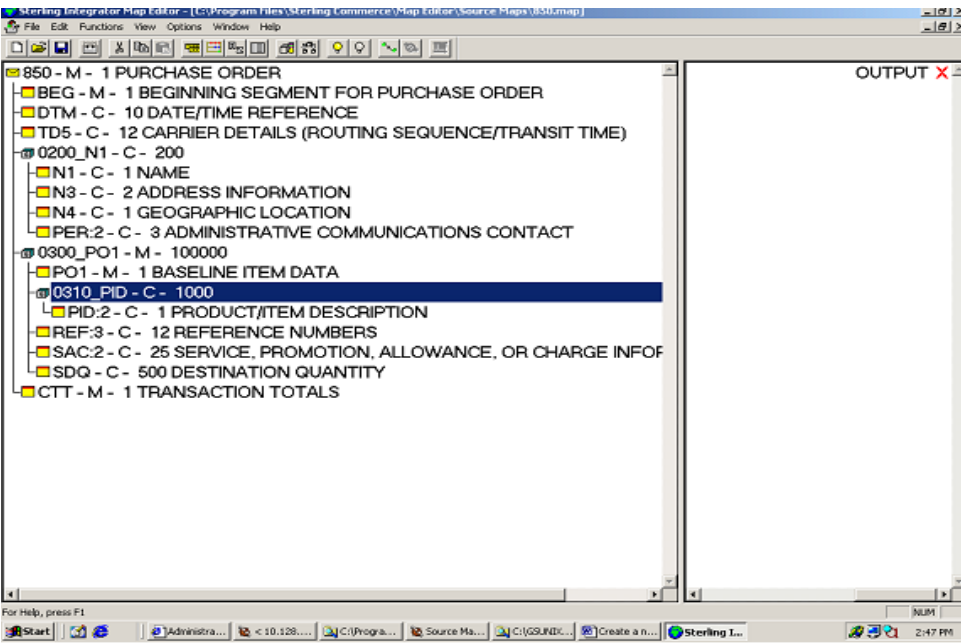 Sterling Integrator Map Editor - [C:\Program Files\Sterling Commerce\Map Editor\Source Maps\850.map]
File Edit Functions View Options Window Help
850 - M - 1 PURCHASE ORDER
BEG - M - 1 BEGINNING SEGMENT FOR PURCHASE ORDER
DTM - C - 10 DATE/TIME REFERENCE
TD5 - C - 12 CARRIER DETAILS (ROUTING SEQUENCE/TRANSIT TIME)
0200_N1 - C - 200
N1 - C - 1 NAME
N3 - C - 2 ADDRESS INFORMATION
N4 - C - 1 GEOGRAPHIC LOCATION
PER:2 - C - 3 ADMINISTRATIVE COMMUNICATIONS CONTACT
0300_PO1 - M - 100000
PO1 - M - 1 BASELINE ITEM DATA
0310_PID - C - 1000
PID:2 - C - 1 PRODUCT/ITEM DESCRIPTION
REF:3 - C - 12 REFERENCE NUMBERS
SAC:2 - C - 25 SERVICE, PROMOTION, ALLOWANCE, OR CHARGE INFOR
SDQ - C - 500 DESTINATION QUANTITY
CTT - M - 1 TRANSACTION TOTALS
OUTPUT
For Help, press F1
NUM
Start
Administra...
< 10.128....
C:\Progra...
Source Ma...
C:\GSUNIX...
Create a n...
Sterling I...
2:47 PM